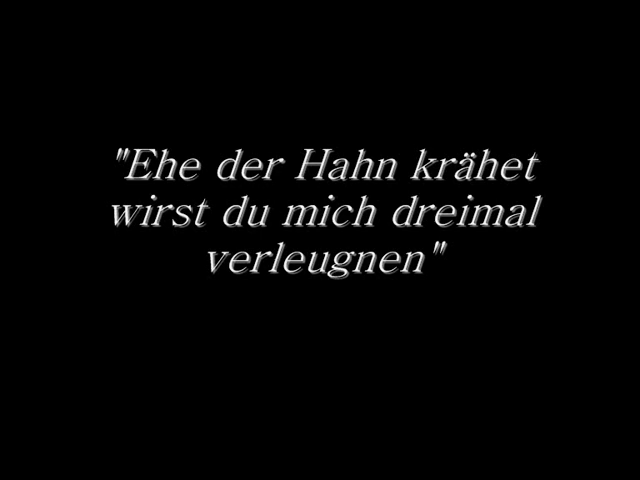 "Ehe der Hahn krähet
wirst du mich dreimal
verleugnen"